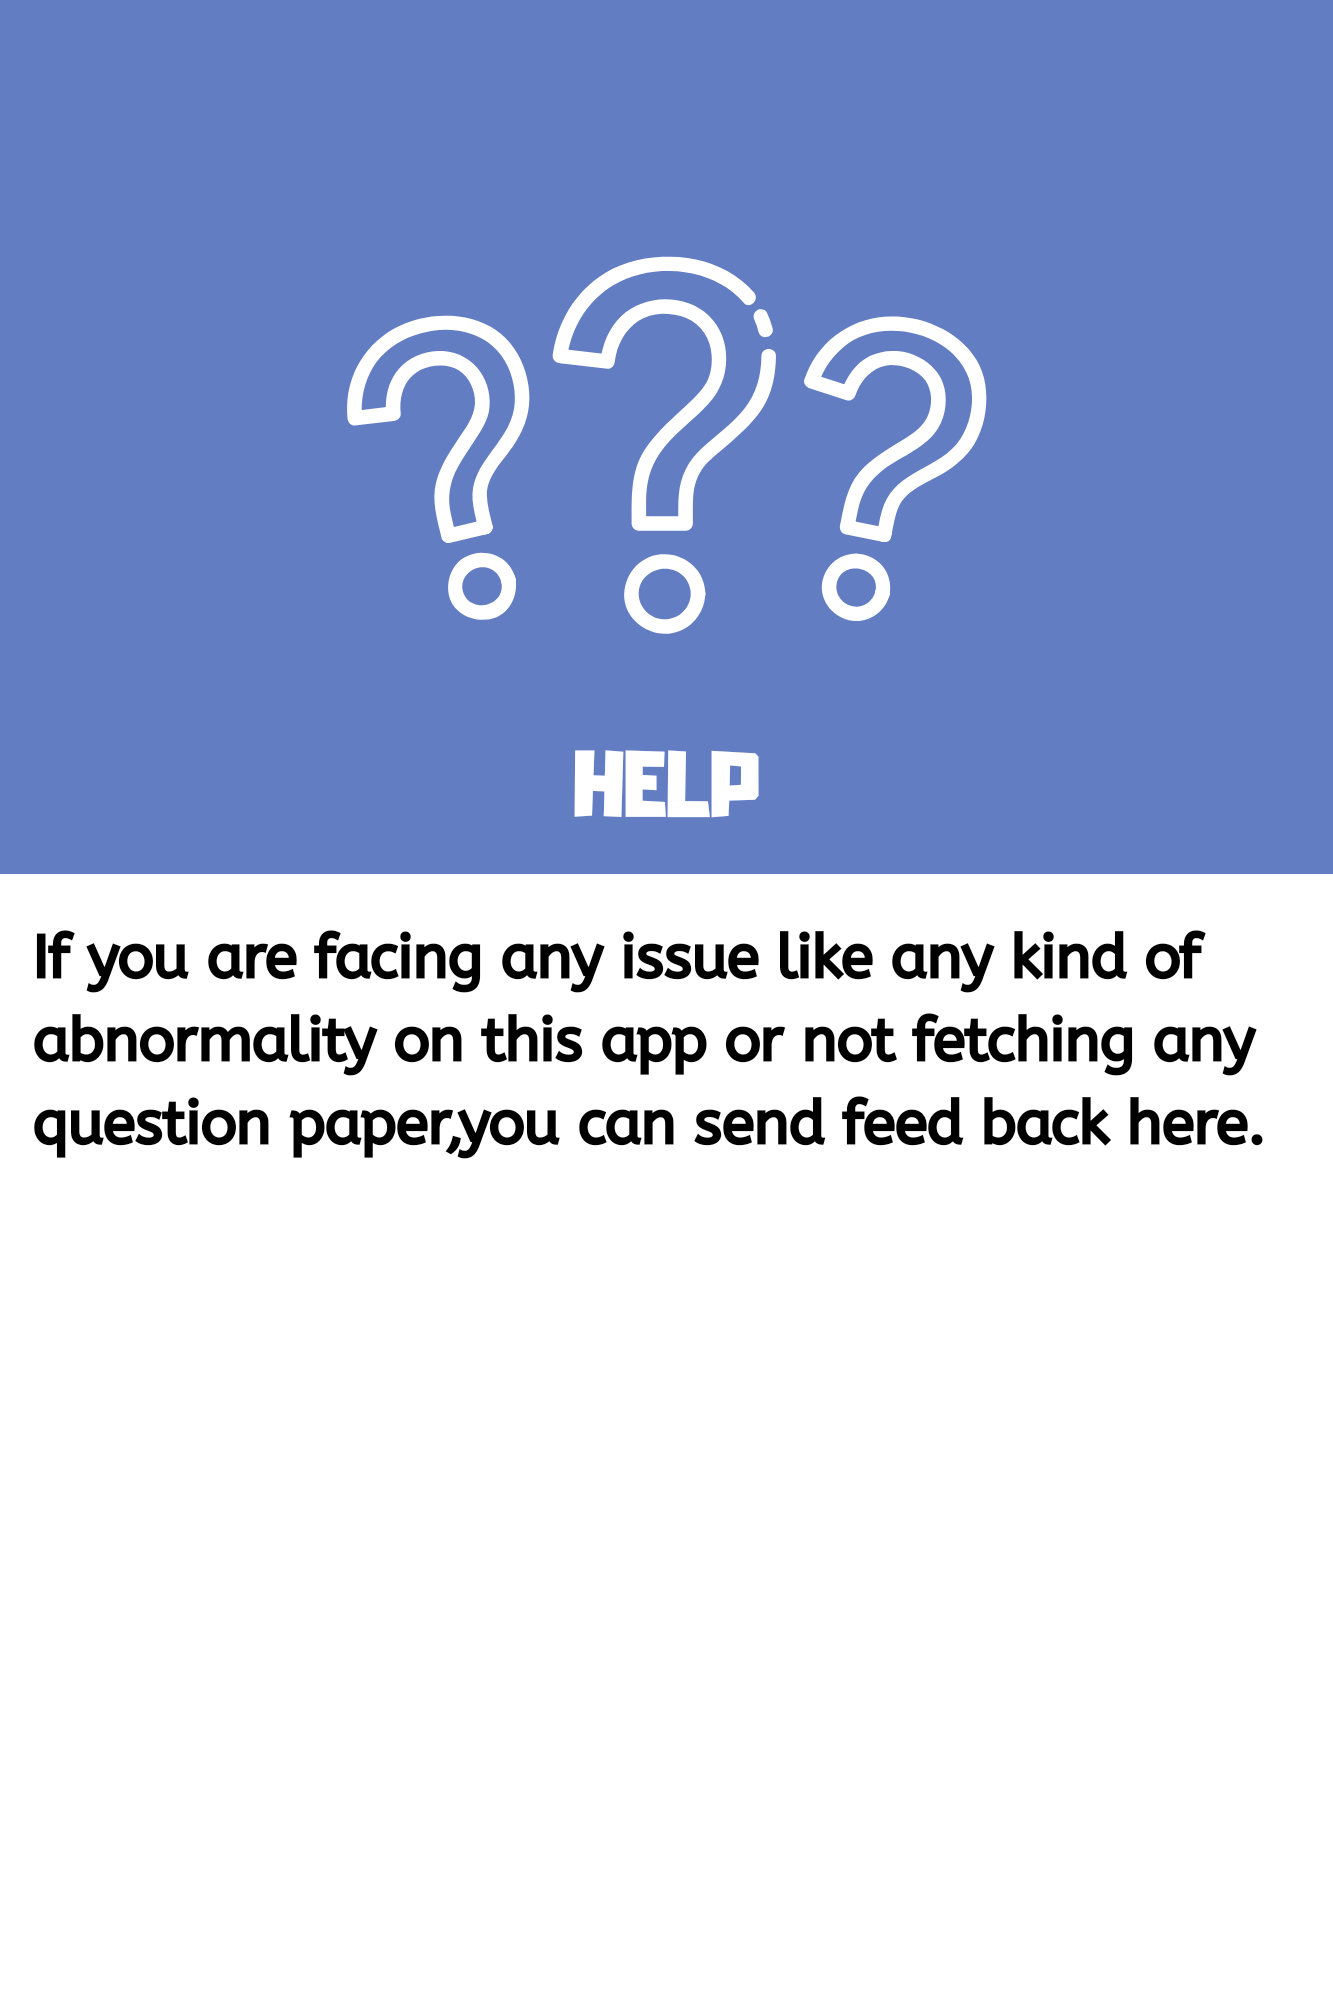 HELP
If you are facing any issue like any kind of
abnormality on this app or not fetching any
question paper,you can send feed back here.